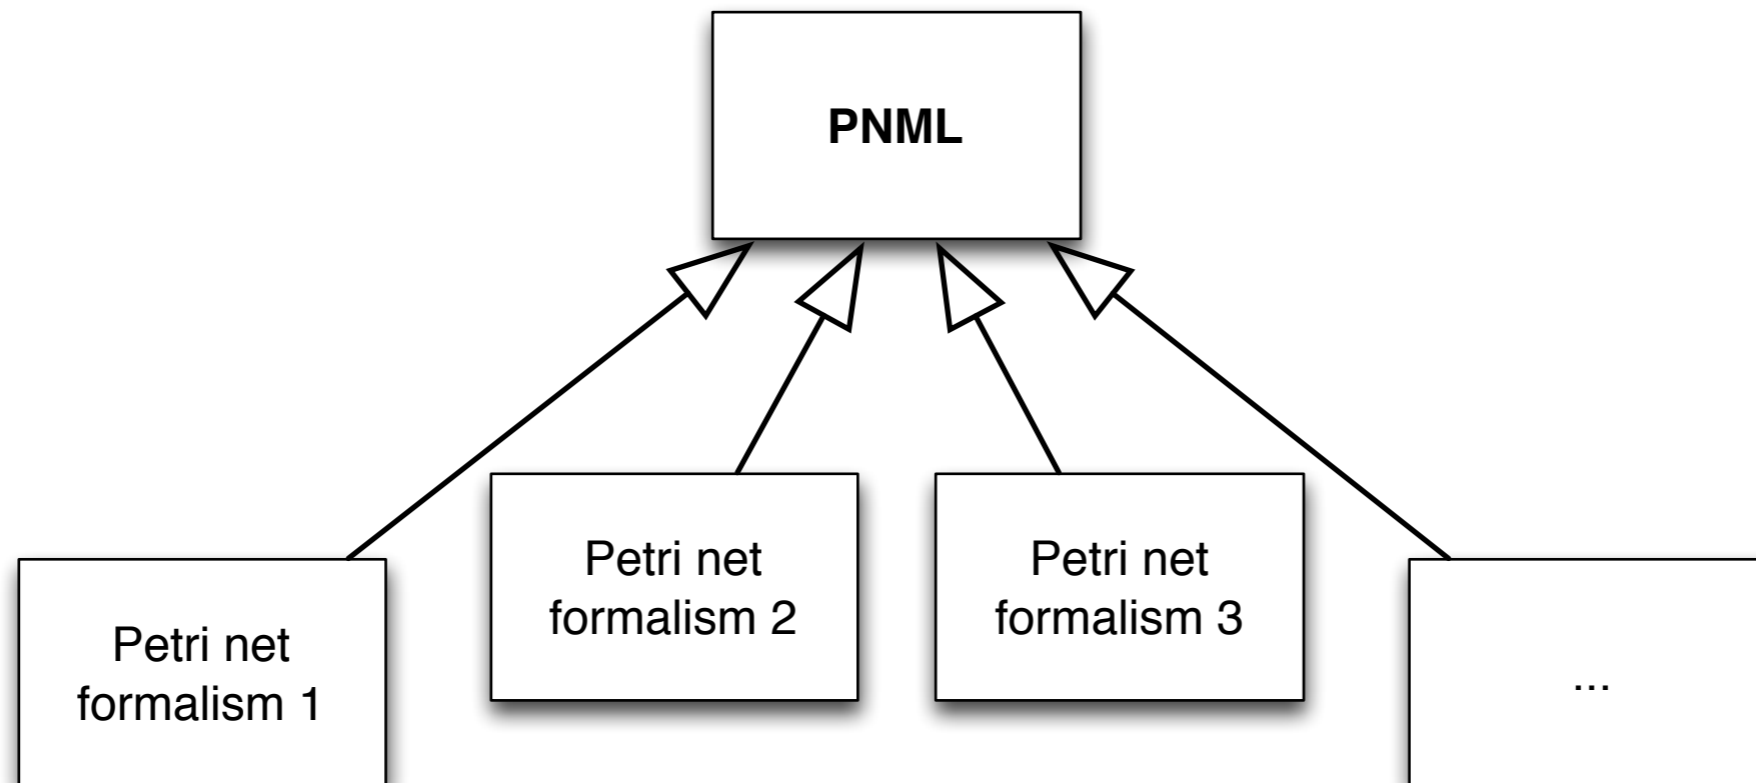 PNML
Petri net
formalism 1
Petri net
formalism 2
Petri net
formalism 3
...